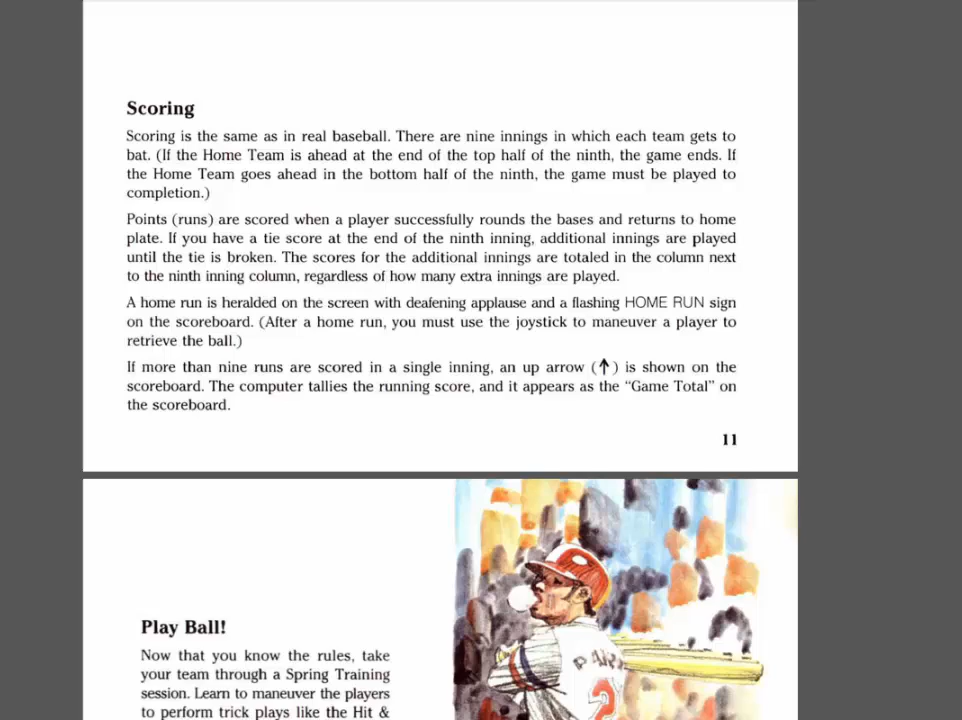 Scoring
Scoring is the same as in real baseball. There are nine innings in which each team gets to
bat. (If the Home Team is ahead at the end of the top half of the ninth, the game ends. If
the Home Team goes ahead in the bottom half of the ninth, the game must be played to
completion.)
Points (runs) are scored when a player successfully rounds the bases and returns to home
plate. If you have a tie score at the end of the ninth inning, additional innings are played
until the tie is broken. The scores for the additional innings are totaled in the column next
to the ninth inning column, regardless of how many extra innings are played.
A home run is heralded on the screen with deafening applause and a flashing HOME RUN sign
on the scoreboard. (After a home run, you must use the joystick to maneuver a player to
retrieve the ball.)
If more than nine runs are scored in a single inning, an up arrow (↑) is shown on the
scoreboard. The computer tallies the running score, and it appears as the “Game Total” on
the scoreboard.
11
Play Ball!
Now that you know the rules, take
your team through a Spring Training
session. Learn to maneuver the players
to perform trick plays like the Hit &
2